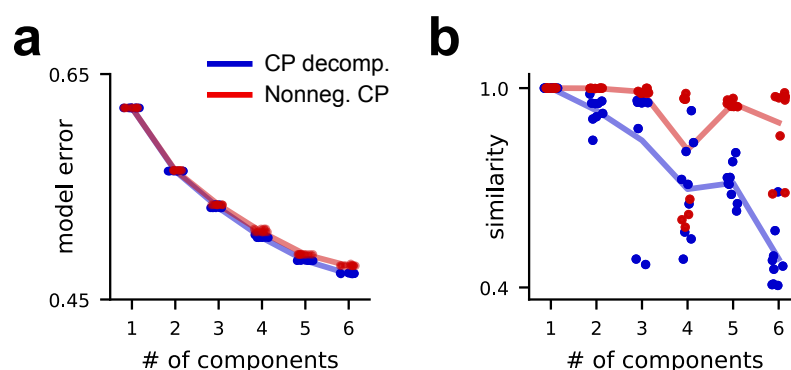 a
CP decomp.
Nonneg. CP
0.65
0.45
model error
1 2 3 4 5 6
# of components
b
1.0
0.4
similarity
1 2 3 4 5 6
# of components